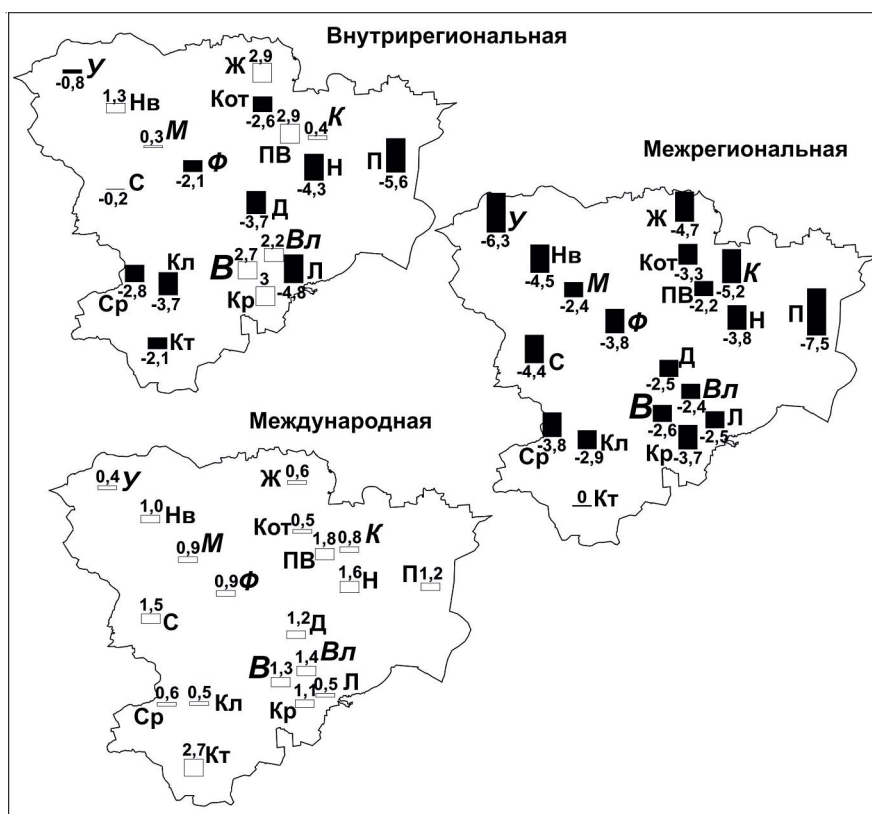 Внутрирегиональная
У
-0,8
1,3
Нв
0,3
М
С
-0,2
Ж
2,9
Кот
-2,6
2,9
ПВ
0,4
К
Ф
-2,1
Н
-4,3
П
-5,6
Д
-3,7
2,2
Вл
В
2,7
Л
-4,8
Кр
3
Ср
-2,8
Кл
-3,7
Кт
-2,1
Межрегиональная
У
-6,3
Ж
-4,7
Нв
-4,5
Кот
-3,3
К
-5,2
М
-2,4
ПВ
-2,2
Ф
-3,8
Н
-3,8
П
-7,5
С
-4,4
Д
-2,5
Вл
-2,4
В
-2,6
Л
-2,5
Ср
-3,8
Кл
-2,9
Кр
-3,7
0
Кт
Международная
0,4
У
Ж
0,6
1,0
Нв
Кот
0,5
1,8
ПВ
0,8
К
0,9
М
0,9
Ф
1,6
Н
П
1,2
1,5
С
1,2
Д
1,4
Вл
В
1,3
0,5
Л
Кр
1,1
0,6
Ср
0,5
Кл
2,7
Кт